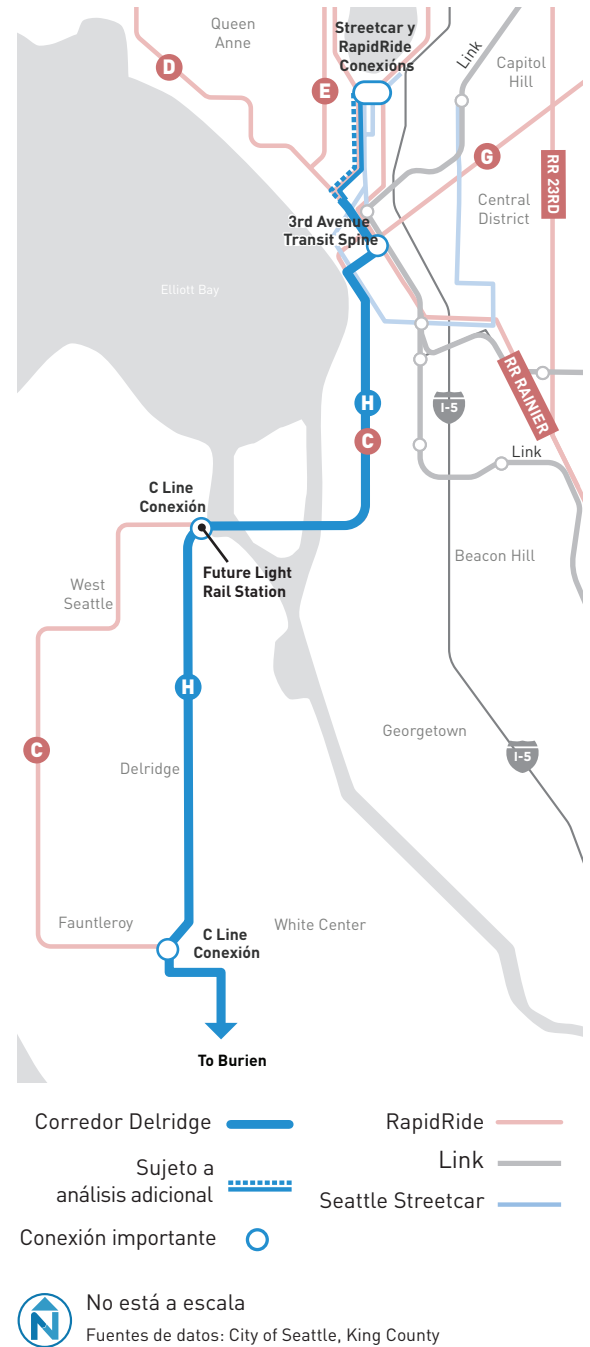 Queen
Anne
Streetcar y
RapidRide
Conexións
Link
Capitol
Hill
D
E
G
RR 23RD
Central
District
3rd Avenue
Transit Spine
Elliott Bay
H
C
I-5
RR RAINIER
Link
C Line
Conexión
Future Light
Rail Station
Beacon Hill
West
Seattle
H
C
Georgetown
I-5
Delridge
Fauntleroy
White Center
C Line
Conexión
To Burien
Corredor Delridge
RapidRide
Sujeto a
análisis adicional
Link
Seattle Streetcar
Conexión importante
N
No está a escala
Fuentes de datos: City of Seattle, King County